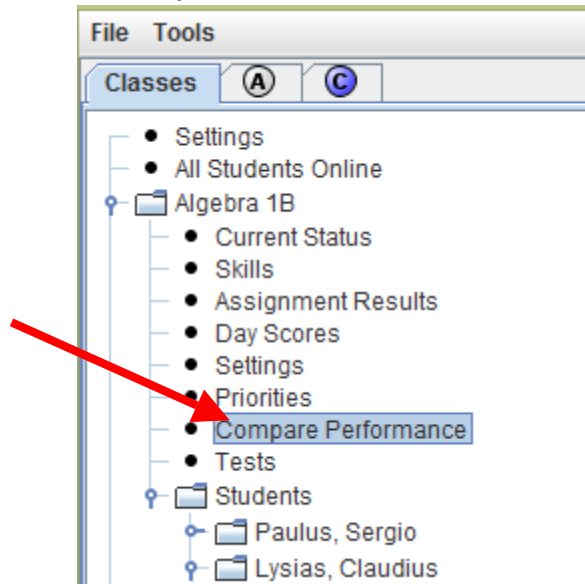 File Tools
Classes A C
Settings
All Students Online
Algebra 1B
Current Status
Skills
Assignment Results
Day Scores
Settings
Priorities
Compare Performance
Tests
Students
Paulus, Sergio
Lysias, Claudius